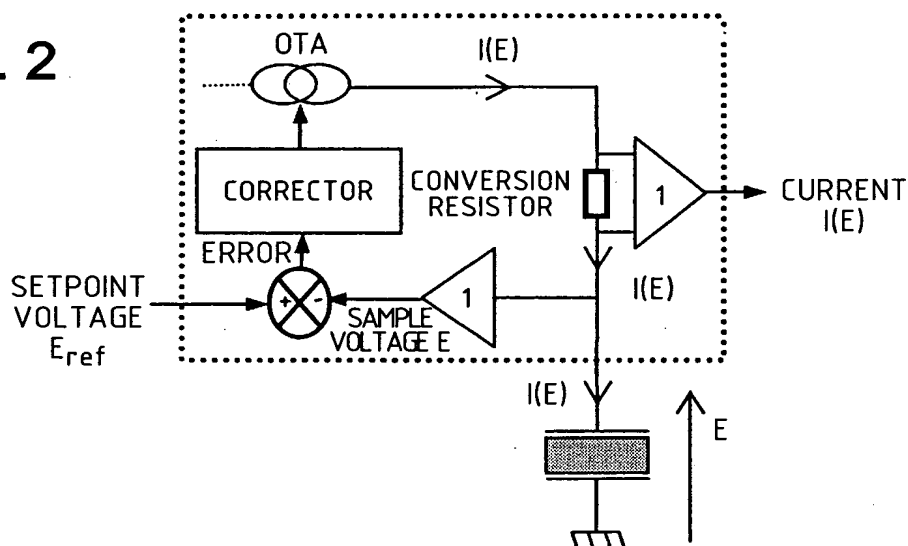 . 2
OTA
I(E)
CORRECTOR
CONVERSION
RESISTOR
1
CURRENT
I(E)
ERROR
I(E)
SETPOINT
VOLTAGE
Eref
+
-
1
SAMPLE
VOLTAGE E
I(E)
E